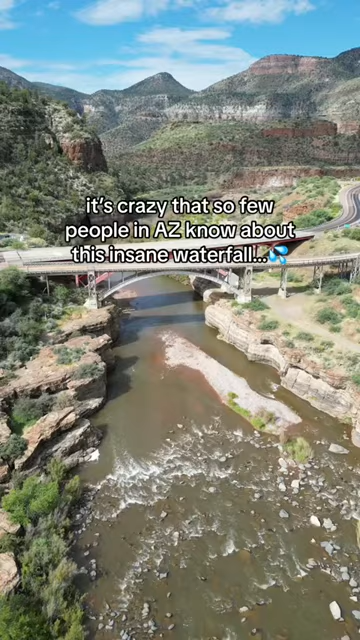 it's crazy that so few
people in AZ know about
this insane waterfall...💦